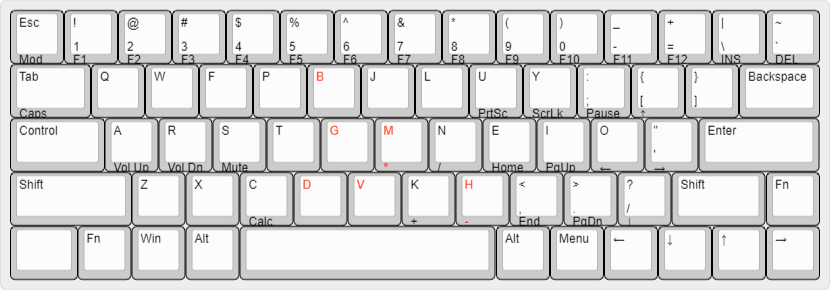 Esc ! @ # $ % ^ & * ( ) _ + | ~
1 2 3 4 5 6 7 8 9 0 - = \ `
Mod F1 F2 F3 F4 F5 F6 F7 F8 F9 F10 F11 F12 INS DEL
Tab Q W F P B J L U Y : { } Backspace
; [ ]
Caps PrtSc ScrLk Pause ↑
Control A R S T G M N E I O " Enter
'
Vol Up Vol Dn Mute * / Home PgUp ← →
Shift Z X C D V K H < > ? Shift Fn
, . /
Calc + - End PgDn ↓
Fn Win Alt Alt Menu ← ↓ ↑ →